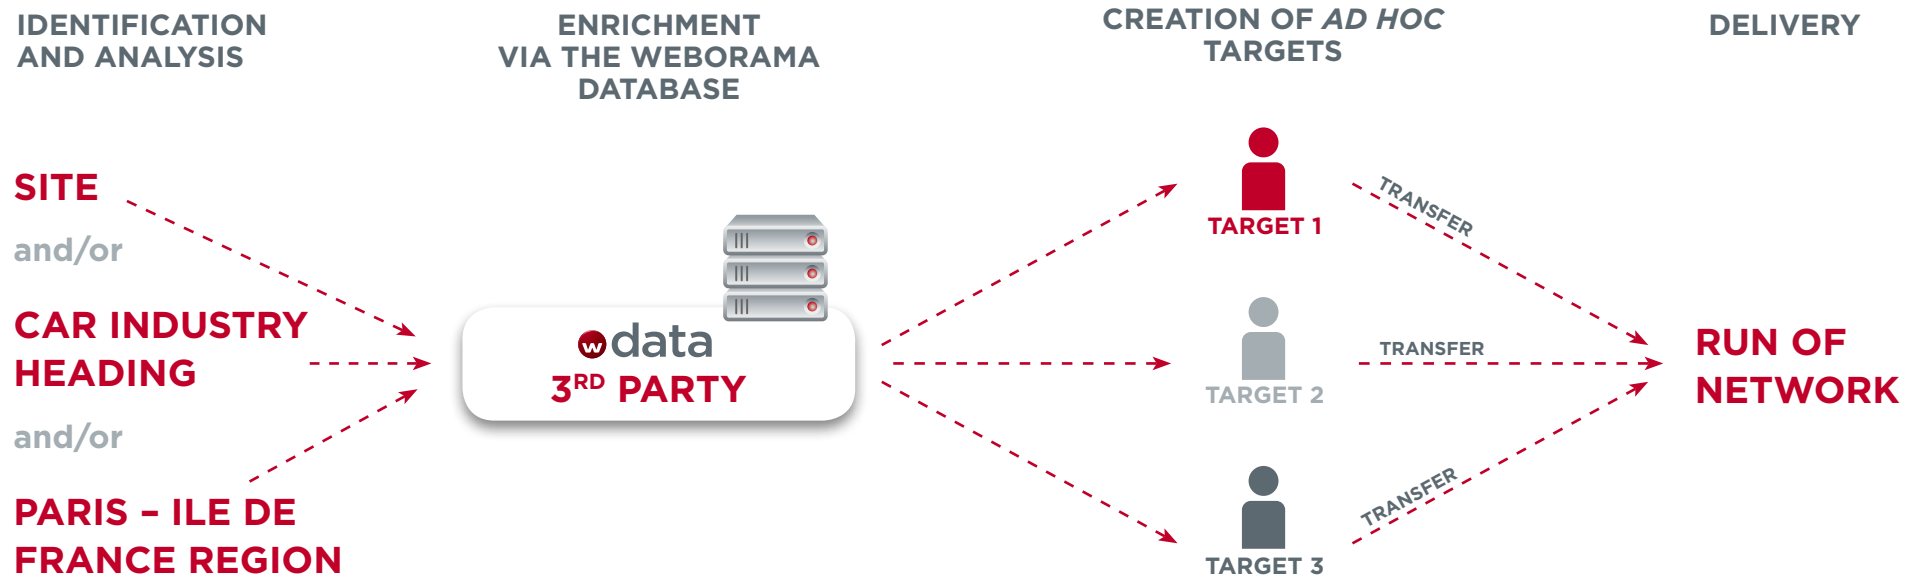 IDENTIFICATION
AND ANALYSIS
ENRICHMENT
VIA THE WEBORAMA
DATABASE
CREATION OF AD HOC
TARGETS
DELIVERY
SITE
and/or
CAR INDUSTRY
HEADING
and/or
PARIS – ILE DE
FRANCE REGION
w data
3RD PARTY
TARGET 1
TARGET 2
TARGET 3
TRANSFER
TRANSFER
TRANSFER
RUN OF
NETWORK